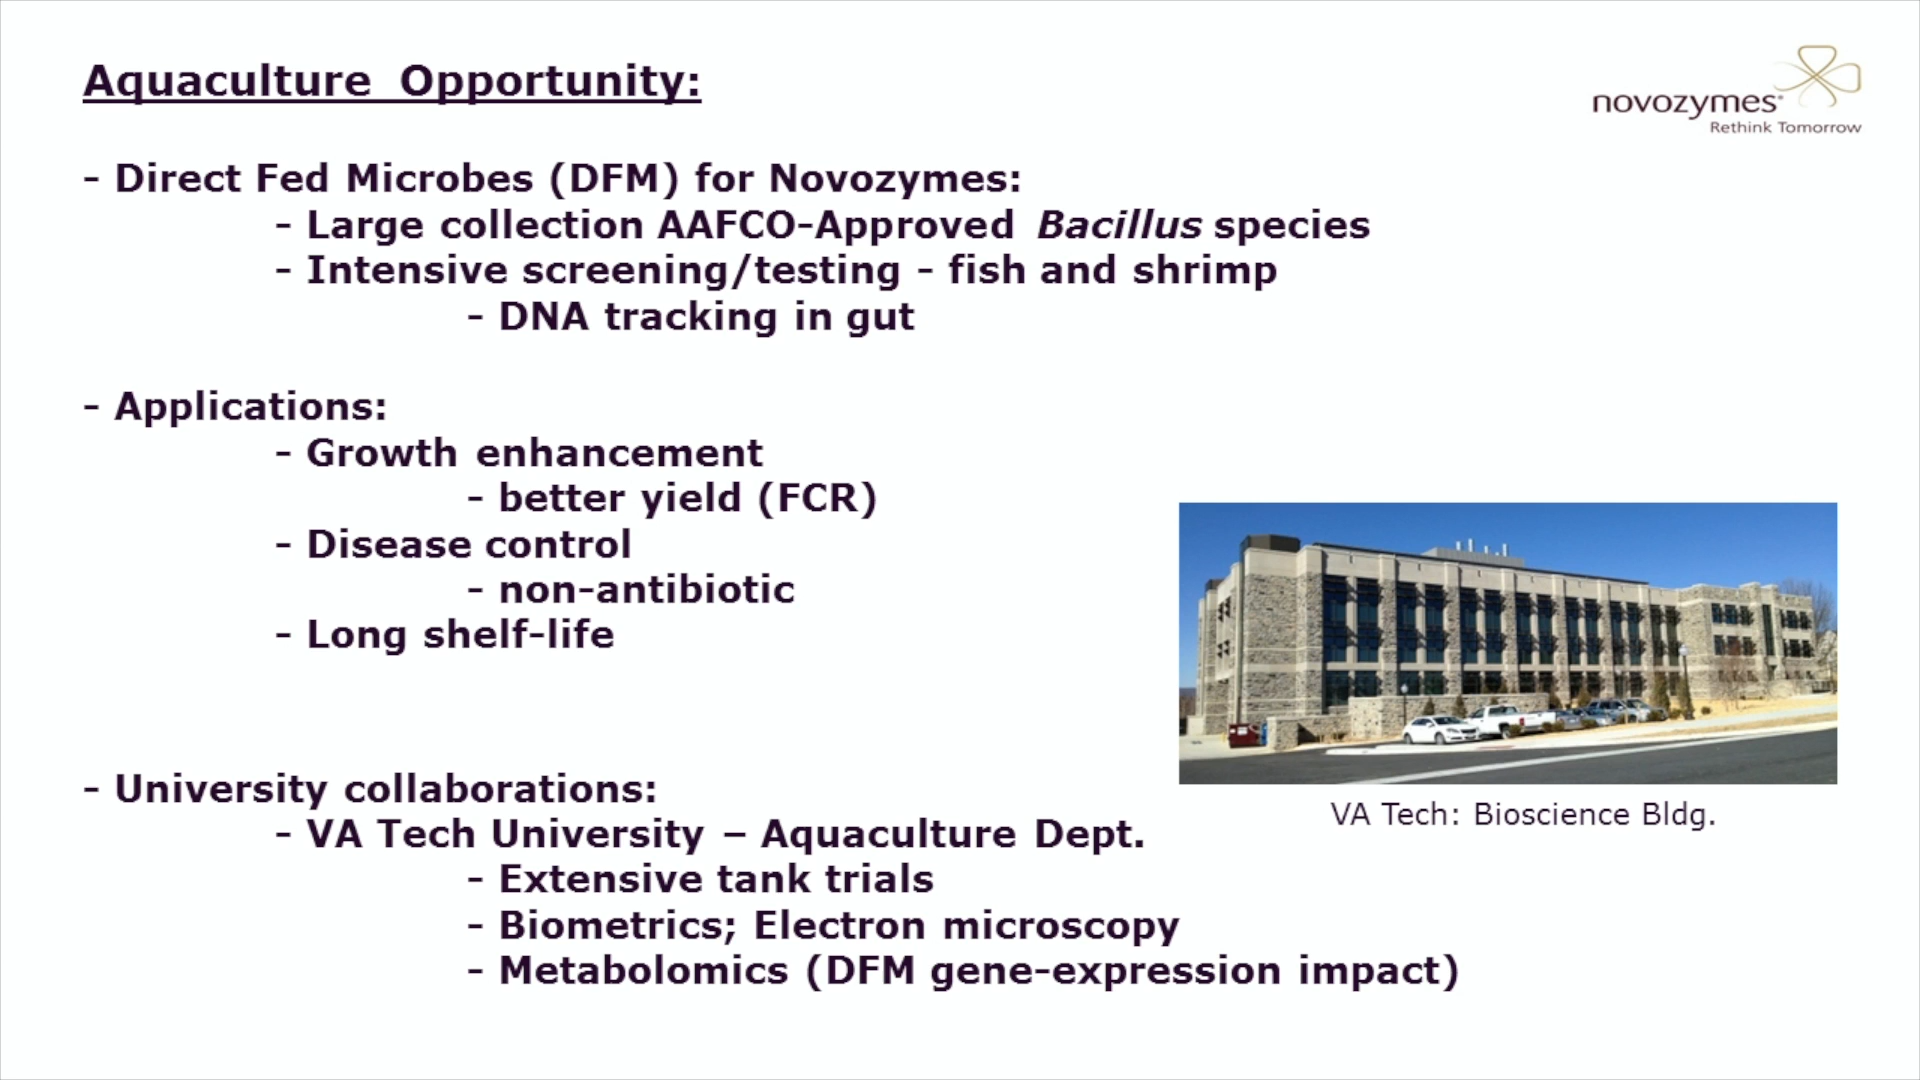 Aquaculture Opportunity:
novozymes®
Rethink Tomorrow
- Direct Fed Microbes (DFM) for Novozymes:
- Large collection AAFCO-Approved Bacillus species
- Intensive screening/testing - fish and shrimp
- DNA tracking in gut
- Applications:
- Growth enhancement
- better yield (FCR)
- Disease control
- non-antibiotic
- Long shelf-life
- University collaborations:
- VA Tech University – Aquaculture Dept.
- Extensive tank trials
- Biometrics; Electron microscopy
- Metabolomics (DFM gene-expression impact)
VA Tech: Bioscience Bldg.